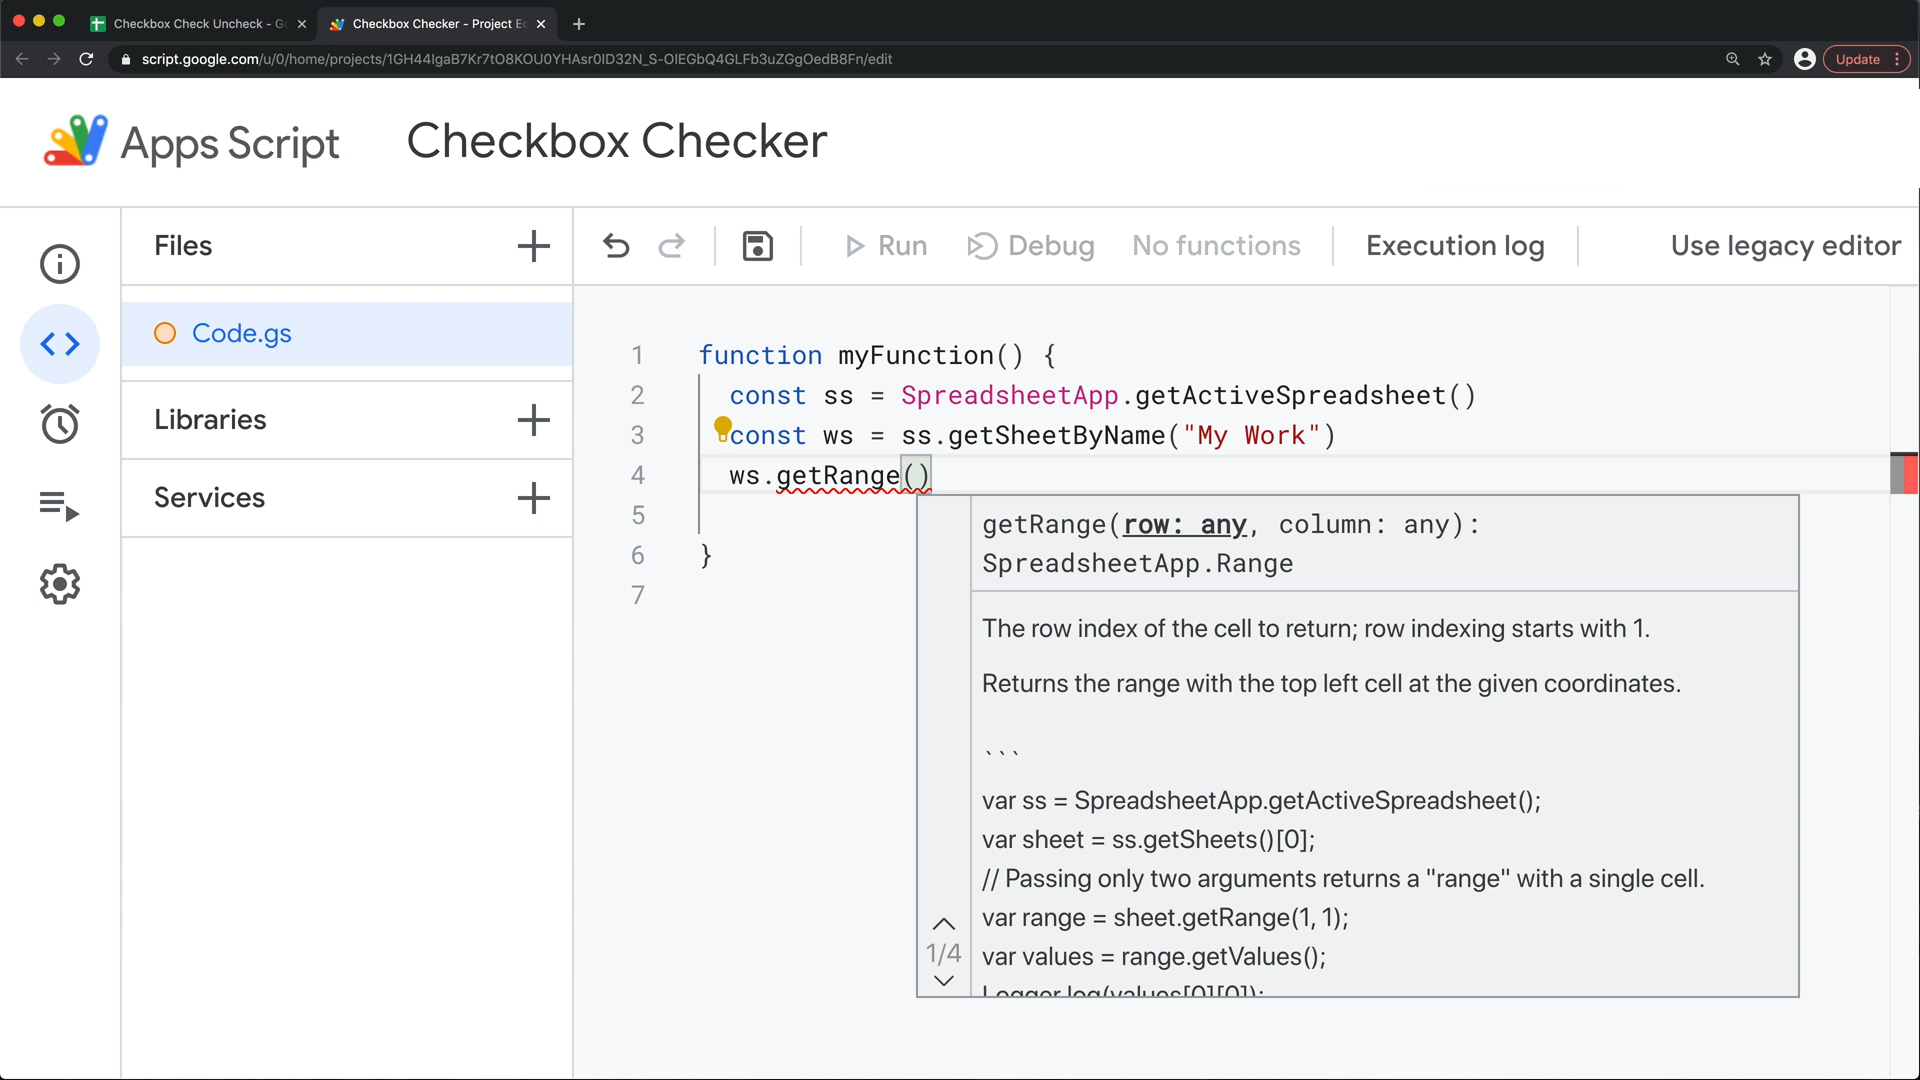 Checkbox Check Uncheck - G
Checkbox Checker - Project E
script.google.com/u/0/home/projects/1GH44lgaB7Kr7tO8KOU0YHAsr0ID32N_S-OIEGbQ4GLFb3uZGgOedB8Fn/edit
Update
Apps Script
Checkbox Checker
Files
Run
Debug
No functions
Execution log
Use legacy editor
Code.gs
Libraries
Services
1 function myFunction() {
2 const ss = SpreadsheetApp.getActiveSpreadsheet()
3 const ws = ss.getSheetByName("My Work")
4 ws.getRange()
5
6 }
7
getRange(row: any, column: any):
SpreadsheetApp.Range
The row index of the cell to return; row indexing starts with 1.
Returns the range with the top left cell at the given coordinates.
```
var ss = SpreadsheetApp.getActiveSpreadsheet();
var sheet = ss.getSheets()[0];
// Passing only two arguments returns a "range" with a single cell.
var range = sheet.getRange(1, 1);
1/4
var values = range.getValues();
Logger.log(values[0][0]);